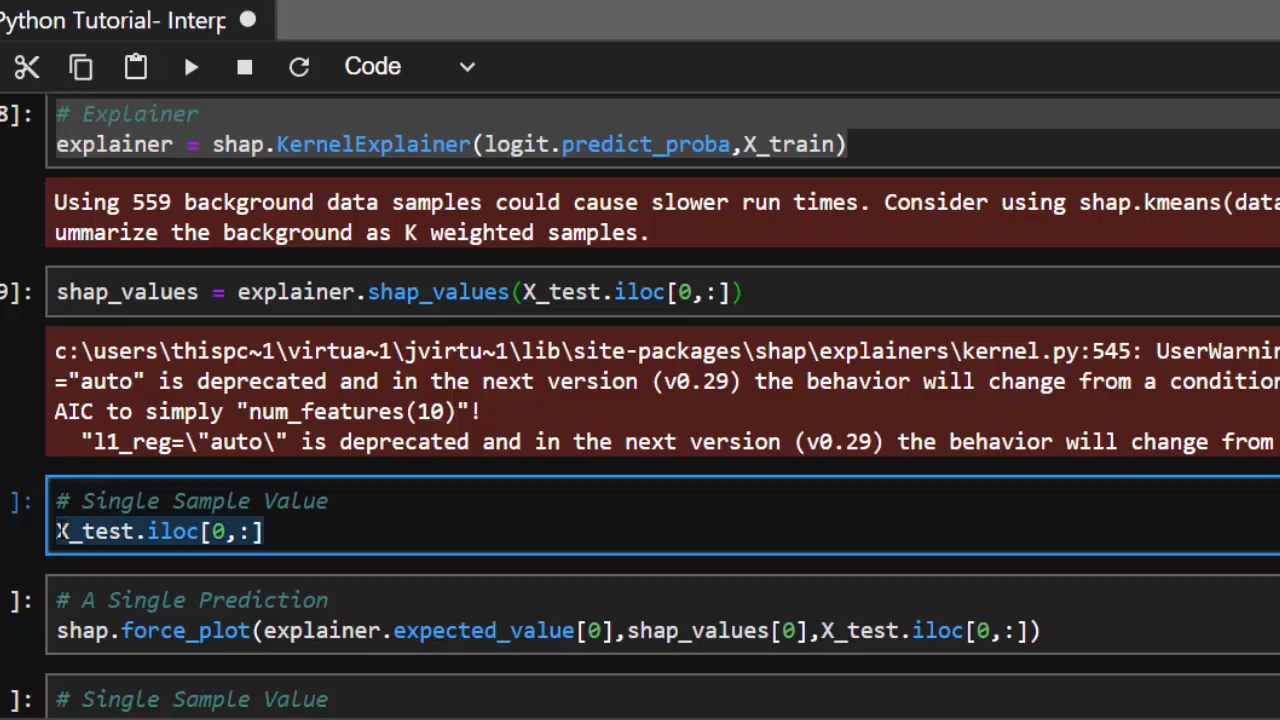 Python Tutorial- Interp
Code
8]:
# Explainer
explainer = shap.KernelExplainer(logit.predict_proba,X_train)
Using 559 background data samples could cause slower run times. Consider using shap.kmeans(data
ummarize the background as K weighted samples.
9]:
shap_values = explainer.shap_values(X_test.iloc[0,:])
c:\users\thispc~1\virtua~1\jvirtu~1\lib\site-packages\shap\explainers\kernel.py:545: UserWarnin
="auto" is deprecated and in the next version (v0.29) the behavior will change from a condition
AIC to simply "num_features(10)"!
"l1_reg=\"auto\" is deprecated and in the next version (v0.29) the behavior will change from
]:
# Single Sample Value
X_test.iloc[0,:]
]:
# A Single Prediction
shap.force_plot(explainer.expected_value[0],shap_values[0],X_test.iloc[0,:])
]:
# Single Sample Value